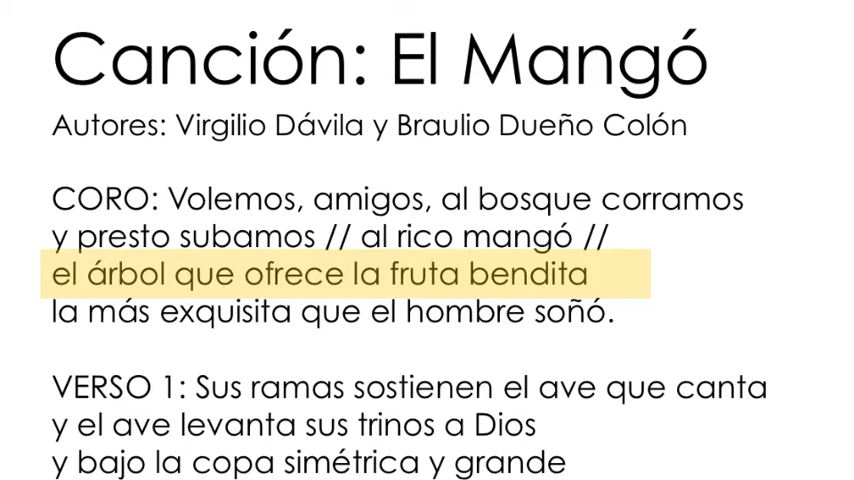 Canción: El Mangó
Autores: Virgilio Dávila y Braulio Dueño Colón
CORO: Volemos, amigos, al bosque corramos
y presto subamos // al rico mangó //
el árbol que ofrece la fruta bendita
la más exquisita que el hombre soñó.
VERSO 1: Sus ramas sostienen el ave que canta
y el ave levanta sus trinos a Dios
y bajo la copa simétrica y grande